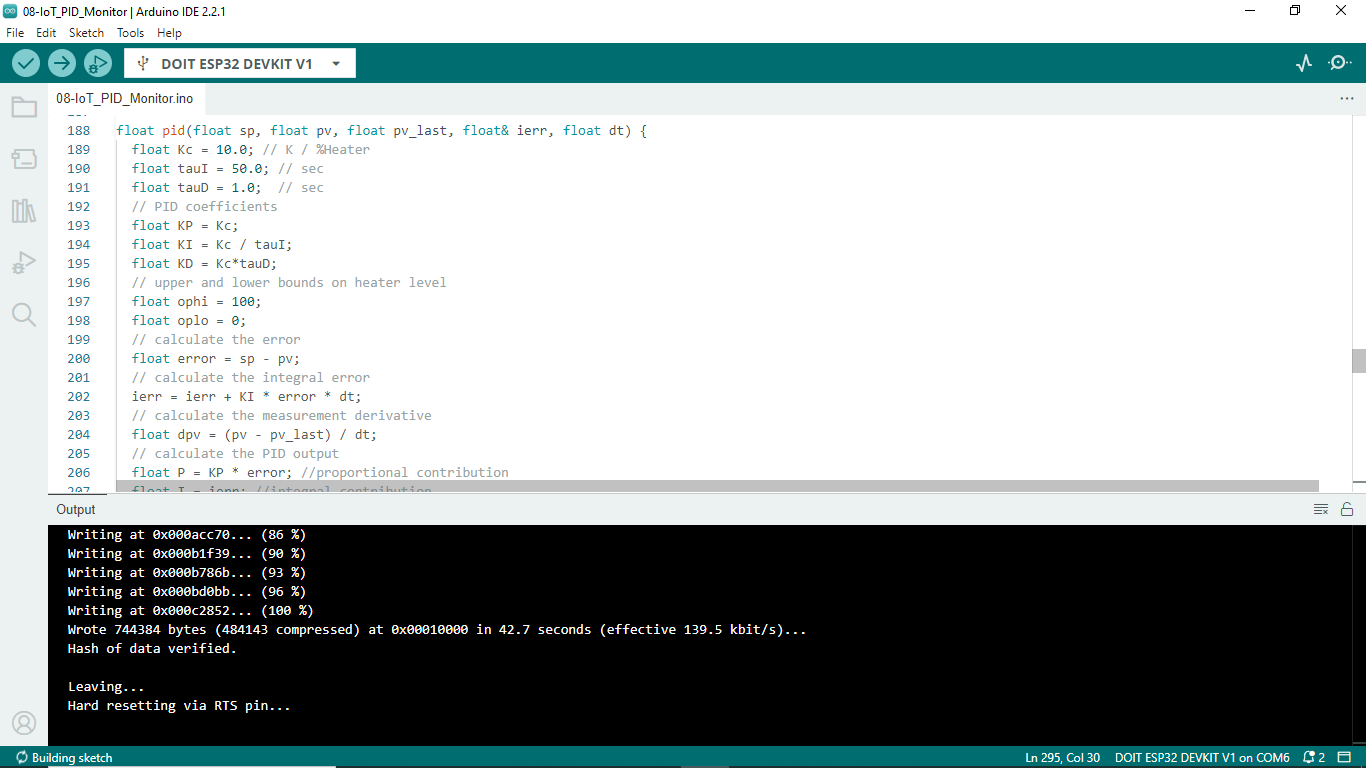 08-IoT_PID_Monitor | Arduino IDE 2.2.1
File Edit Sketch Tools Help
DOIT ESP32 DEVKIT V1
08-IoT_PID_Monitor.ino
188 float pid(float sp, float pv, float pv_last, float& ierr, float dt) {
189 float Kc = 10.0; // K / %Heater
190 float tauI = 50.0; // sec
191 float tauD = 1.0;  // sec
192 // PID coefficients
193 float KP = Kc;
194 float KI = Kc / tauI;
195 float KD = Kc*tauD;
196 // upper and lower bounds on heater level
197 float ophi = 100;
198 float oplo = 0;
199 // calculate the error
200 float error = sp - pv;
201 // calculate the integral error
202 ierr = ierr + KI * error * dt;
203 // calculate the measurement derivative
204 float dpv = (pv - pv_last) / dt;
205 // calculate the PID output
206 float P = KP * error; //proportional contribution
207 float I = ierr; //integral contribution
Output
Writing at 0x000acc70... (86 %)
Writing at 0x000b1f39... (90 %)
Writing at 0x000b786b... (93 %)
Writing at 0x000bd0bb... (96 %)
Writing at 0x000c2852... (100 %)
Wrote 744384 bytes (484143 compressed) at 0x00010000 in 42.7 seconds (effective 139.5 kbit/s)...
Hash of data verified.
Leaving...
Hard resetting via RTS pin...
Building sketch
Ln 295, Col 30 DOIT ESP32 DEVKIT V1 on COM6 2